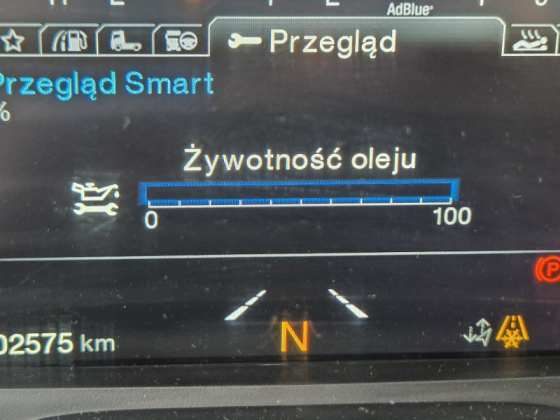 AdBlue
Przegląd
Przegląd Smart
%
Żywotność oleju
0 100
P
02575 km
N